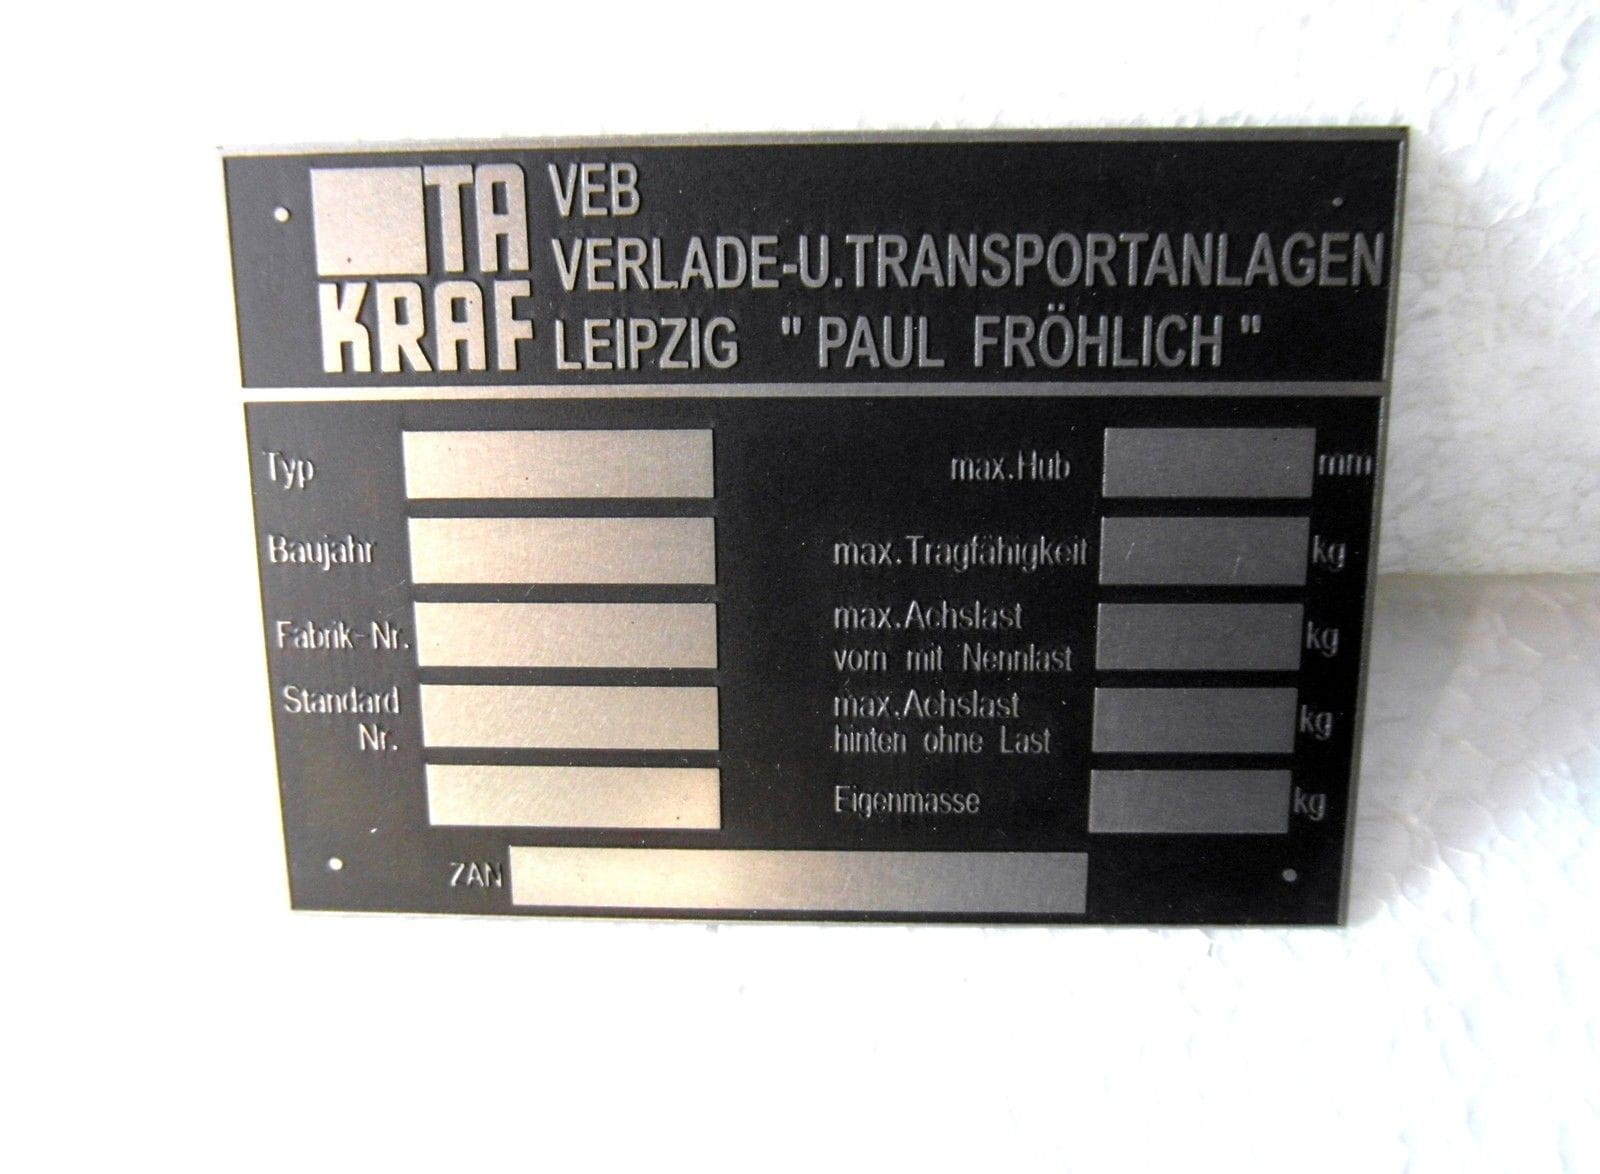 TA
KRAF
VEB
VERLADE-U.TRANSPORTANLAGEN
LEIPZIG "PAUL FRÖHLICH"
Typ
Baujahr
Fabrik-Nr.
Standard
Nr.
max.Hub mm
max.Tragfähigkeit kg
max.Achslast
vorn mit Nennlast kg
max.Achslast
hinten ohne Last kg
Eigenmasse kg
ZAN